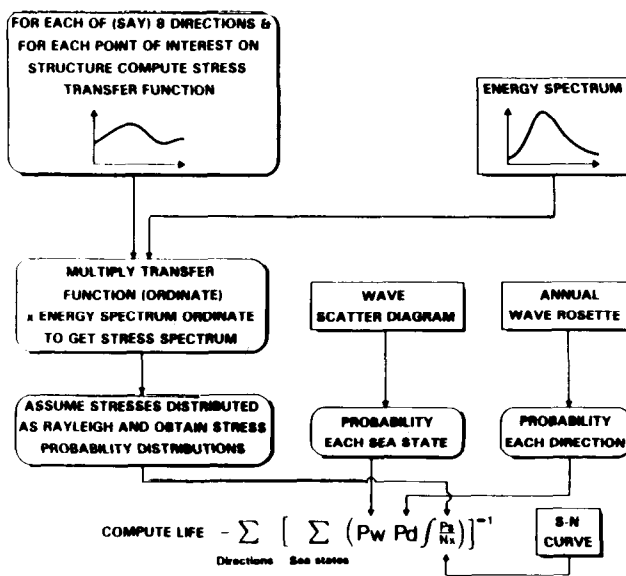 FOR EACH OF (SAY) 8 DIRECTIONS &
FOR EACH POINT OF INTEREST ON
STRUCTURE COMPUTE STRESS
TRANSFER FUNCTION
ENERGY SPECTRUM
MULTIPLY TRANSFER
FUNCTION (ORDINATE)
x ENERGY SPECTRUM ORDINATE
TO GET STRESS SPECTRUM
WAVE
SCATTER DIAGRAM
ANNUAL
WAVE ROSETTE
ASSUME STRESSES DISTRIBUTED
AS RAYLEIGH AND OBTAIN STRESS
PROBABILITY DISTRIBUTIONS
PROBABILITY
EACH SEA STATE
PROBABILITY
EACH DIRECTION
COMPUTE LIFE - ∑ [ ∑ ( Pw Pd ∫ Ps/Nx ) ]⁻¹
Directions Sea states
S-N
CURVE